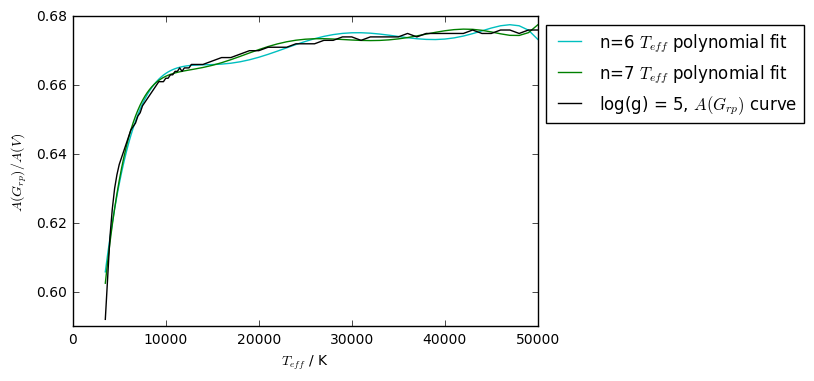 0.68
0.66
0.64
0.62
0.60
A(G_rp)/A(V)
0 10000 20000 30000 40000 50000
T_eff / K
n=6 T_eff polynomial fit
n=7 T_eff polynomial fit
log(g) = 5, A(G_rp) curve